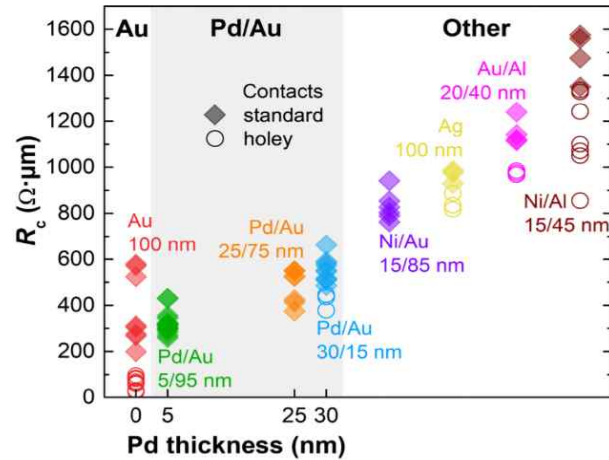 Au Pd/Au Other
1600
1400
1200
1000
800
600
400
200
0
R_c (Ω·μm)
Contacts
standard
holey
Au
100 nm
Pd/Au
5/95 nm
Pd/Au
25/75 nm
Pd/Au
30/15 nm
Ni/Au
15/85 nm
Ag
100 nm
Au/Al
20/40 nm
Ni/Al
15/45 nm
0 5 25 30
Pd thickness (nm)